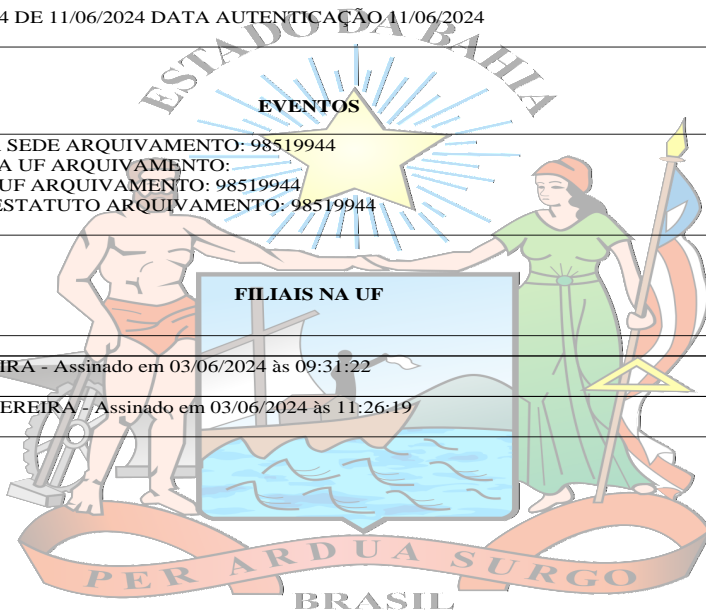 4 DE 11/06/2024 DATA AUTENTICAÇÃO 11/06/2024
ESTADO DA BAHIA
EVENTOS
SEDE ARQUIVAMENTO: 98519944
A UF ARQUIVAMENTO:
UF ARQUIVAMENTO: 98519944
ESTATUTO ARQUIVAMENTO: 98519944
FILIAIS NA UF
IRA - Assinado em 03/06/2024 às 09:31:22
EREIRA - Assinado em 03/06/2024 às 11:26:19
PER ARDUA SURGO
BRASIL